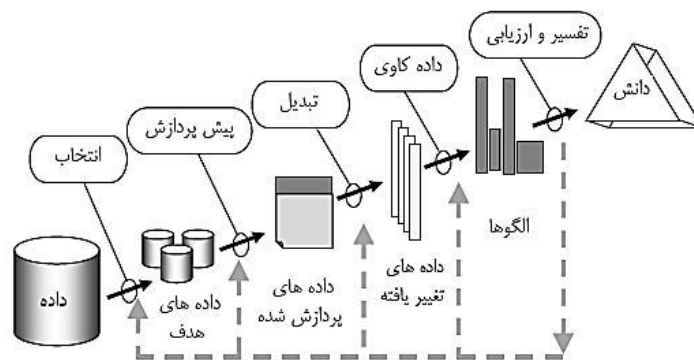 تفسیر و ارزیابی
داده کاوی
تبدیل
پیش پردازش
انتخاب
دانش
الگوها
داده های
تغییر یافته
داده های
پردازش شده
داده های
هدف
داده